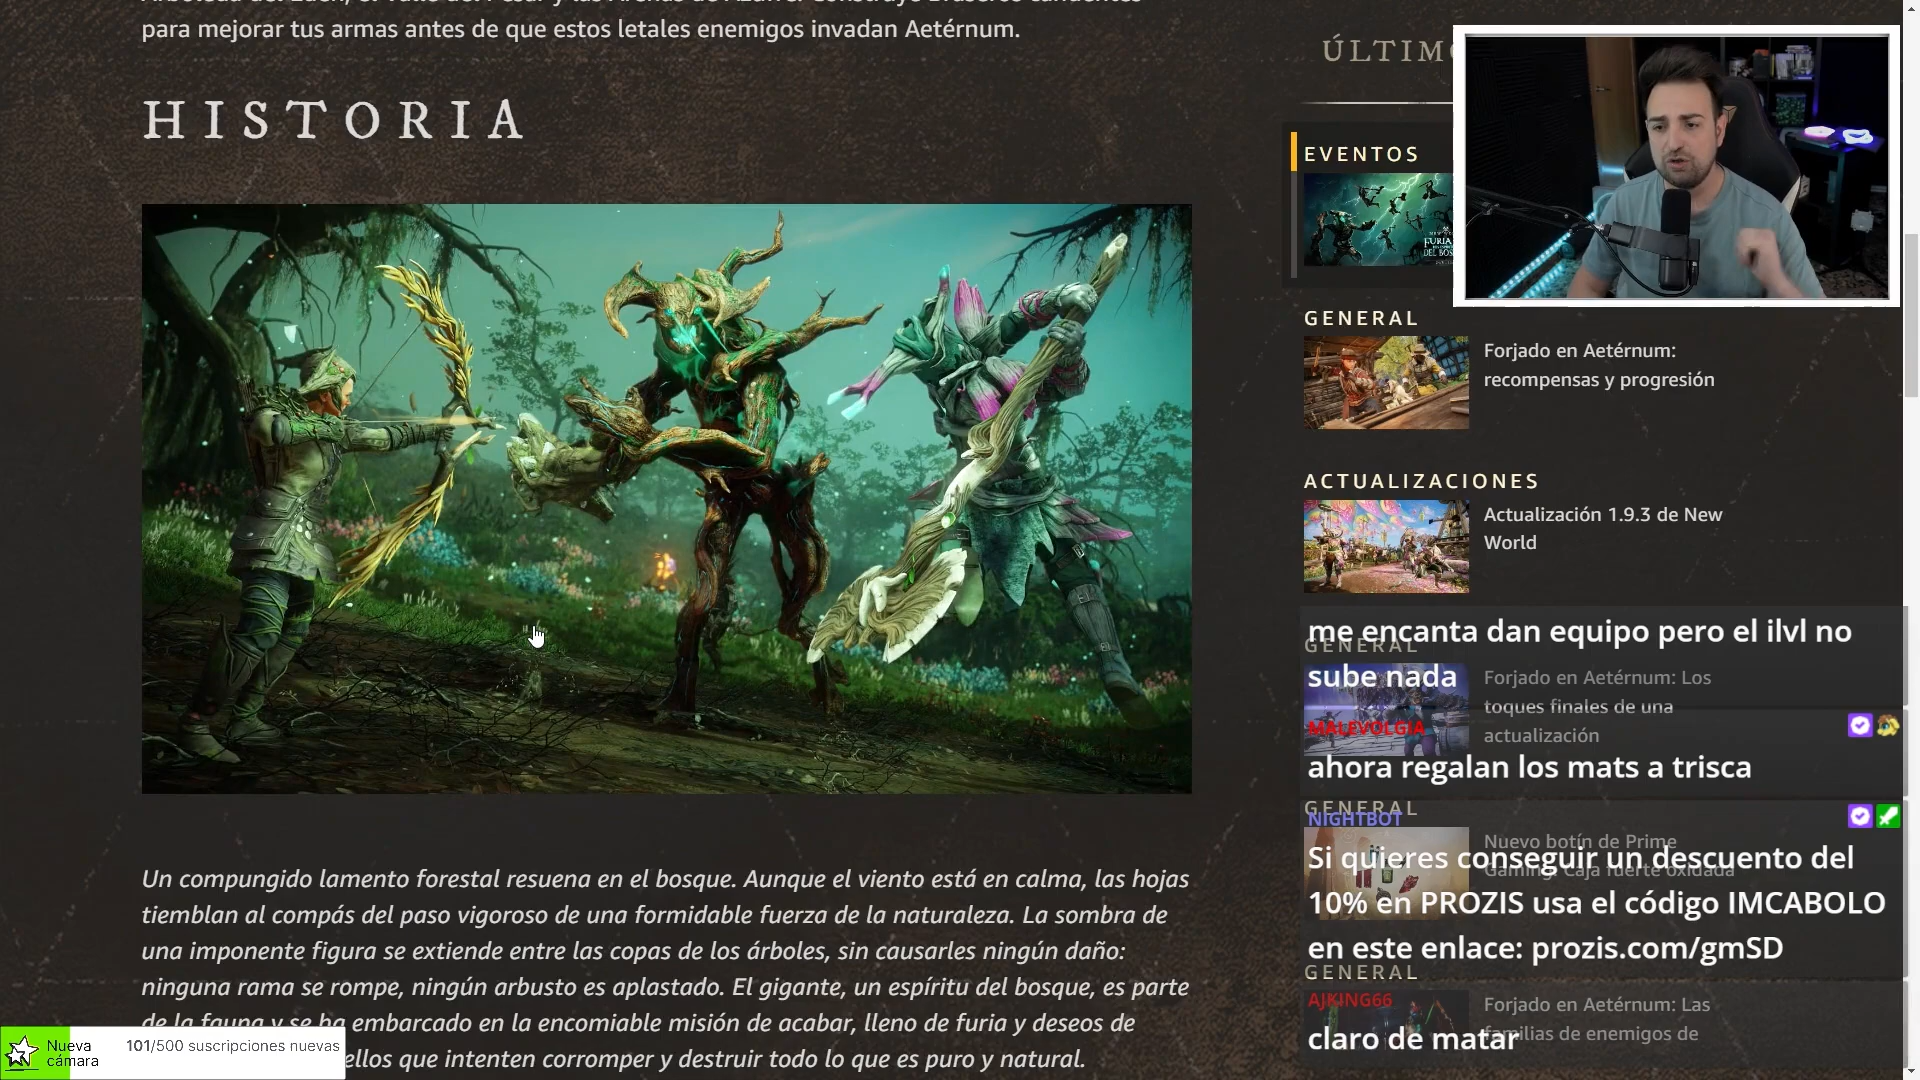 para mejorar tus armas antes de que estos letales enemigos invadan Aetérnum.
HISTORIA
Un compungido lamento forestal resuena en el bosque. Aunque el viento está en calma, las hojas
tiemblan al compás del paso vigoroso de una formidable fuerza de la naturaleza. La sombra de
una imponente figura se extiende entre las copas de los árboles, sin causarles ningún daño:
ninguna rama se rompe, ningún arbusto es aplastado. El gigante, un espíritu del bosque, es parte
de la fauna y se ha embarcado en la encomiable misión de acabar, lleno de furia y deseos de
ellos que intenten corromper y destruir todo lo que es puro y natural.
Nueva
cámara
101/500 suscripciones nuevas
EVENTOS
FURIA
DEL BOS
GENERAL
Forjado en Aetérnum:
recompensas y progresión
ACTUALIZACIONES
Actualización 1.9.3 de New
World
me encanta dan equipo pero el ilvl no
sube nada
GENERAL
Forjado en Aetérnum: Los
toques finales de una
actualización
MALEVOLGIA
ahora regalan los mats a trisca
GENERAL
NIGHTBOT
Nuevo botín de Prime
Gaming: Caja fuerte oxidada
Si quieres conseguir un descuento del
10% en PROZIS usa el código IMCABOLO
en este enlace: prozis.com/gmSD
GENERAL
AJKING66
Forjado en Aetérnum: Las
familias de enemigos de
claro de matar